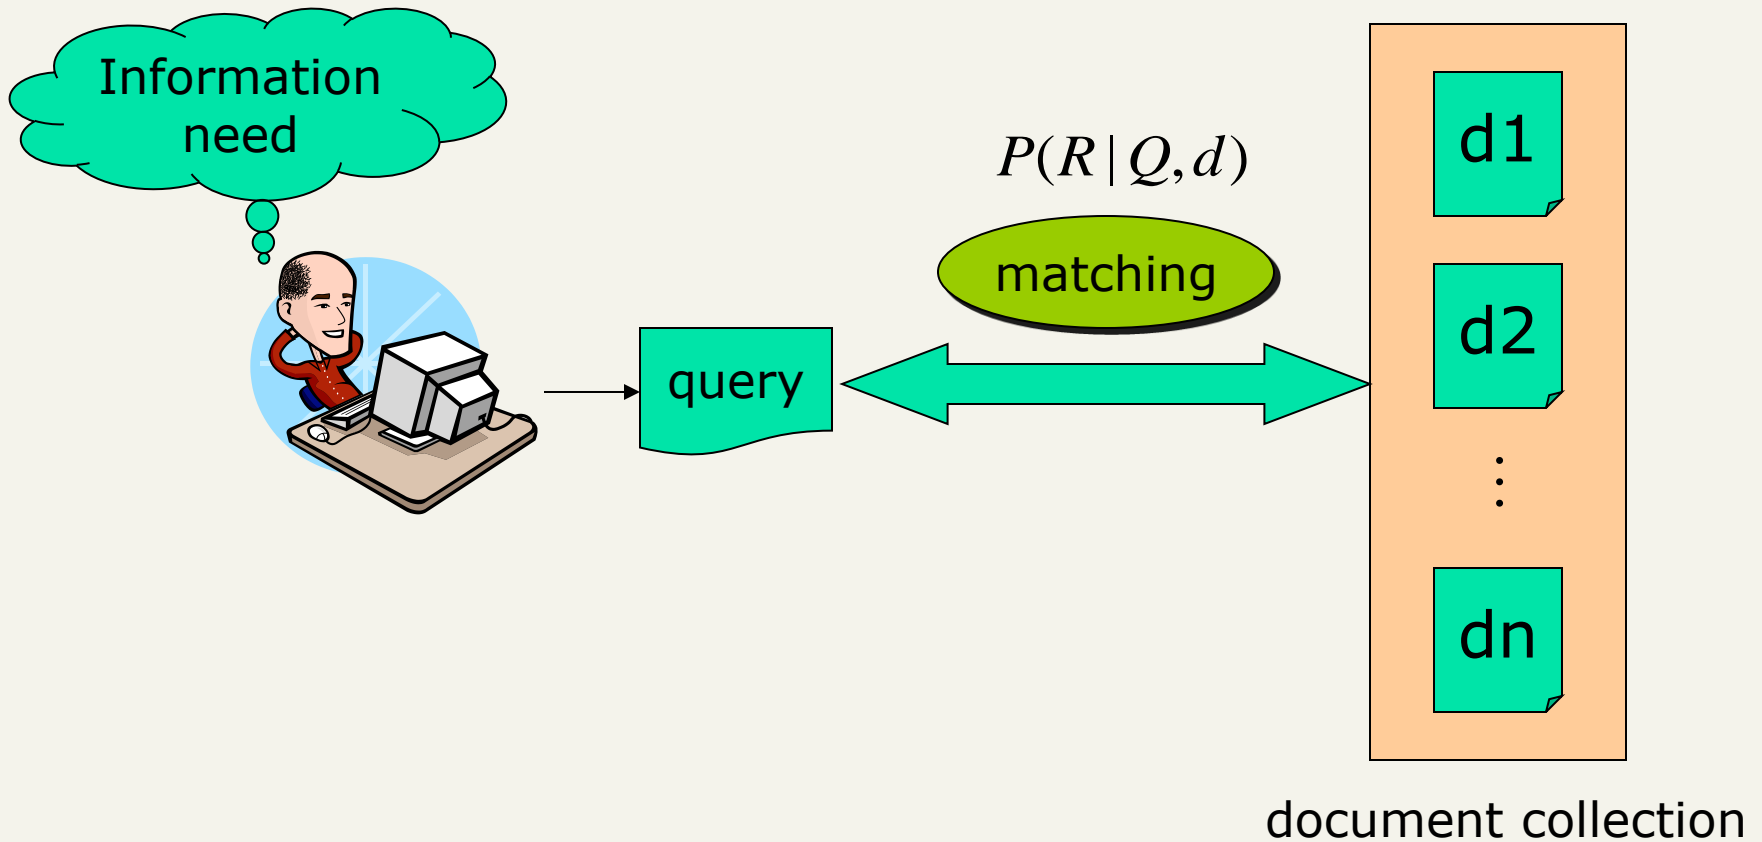 Information
need
P(R|Q,d)
matching
query
d1
d2
⋮
dn
document collection